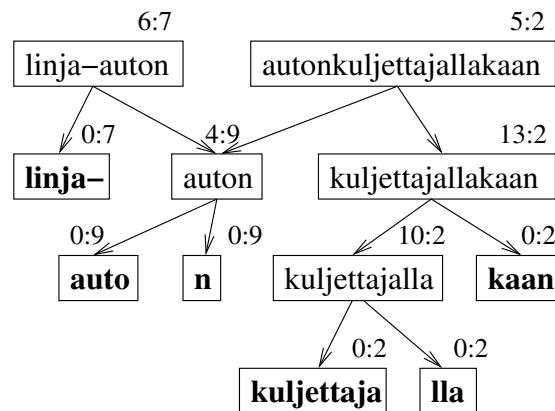 6:7 5:2
linja–auton autonkuljettajallakaan
0:7 4:9 13:2
linja– auton kuljettajallakaan
0:9 0:9 10:2 0:2
auto n kuljettajalla kaan
0:2 0:2
kuljettaja lla